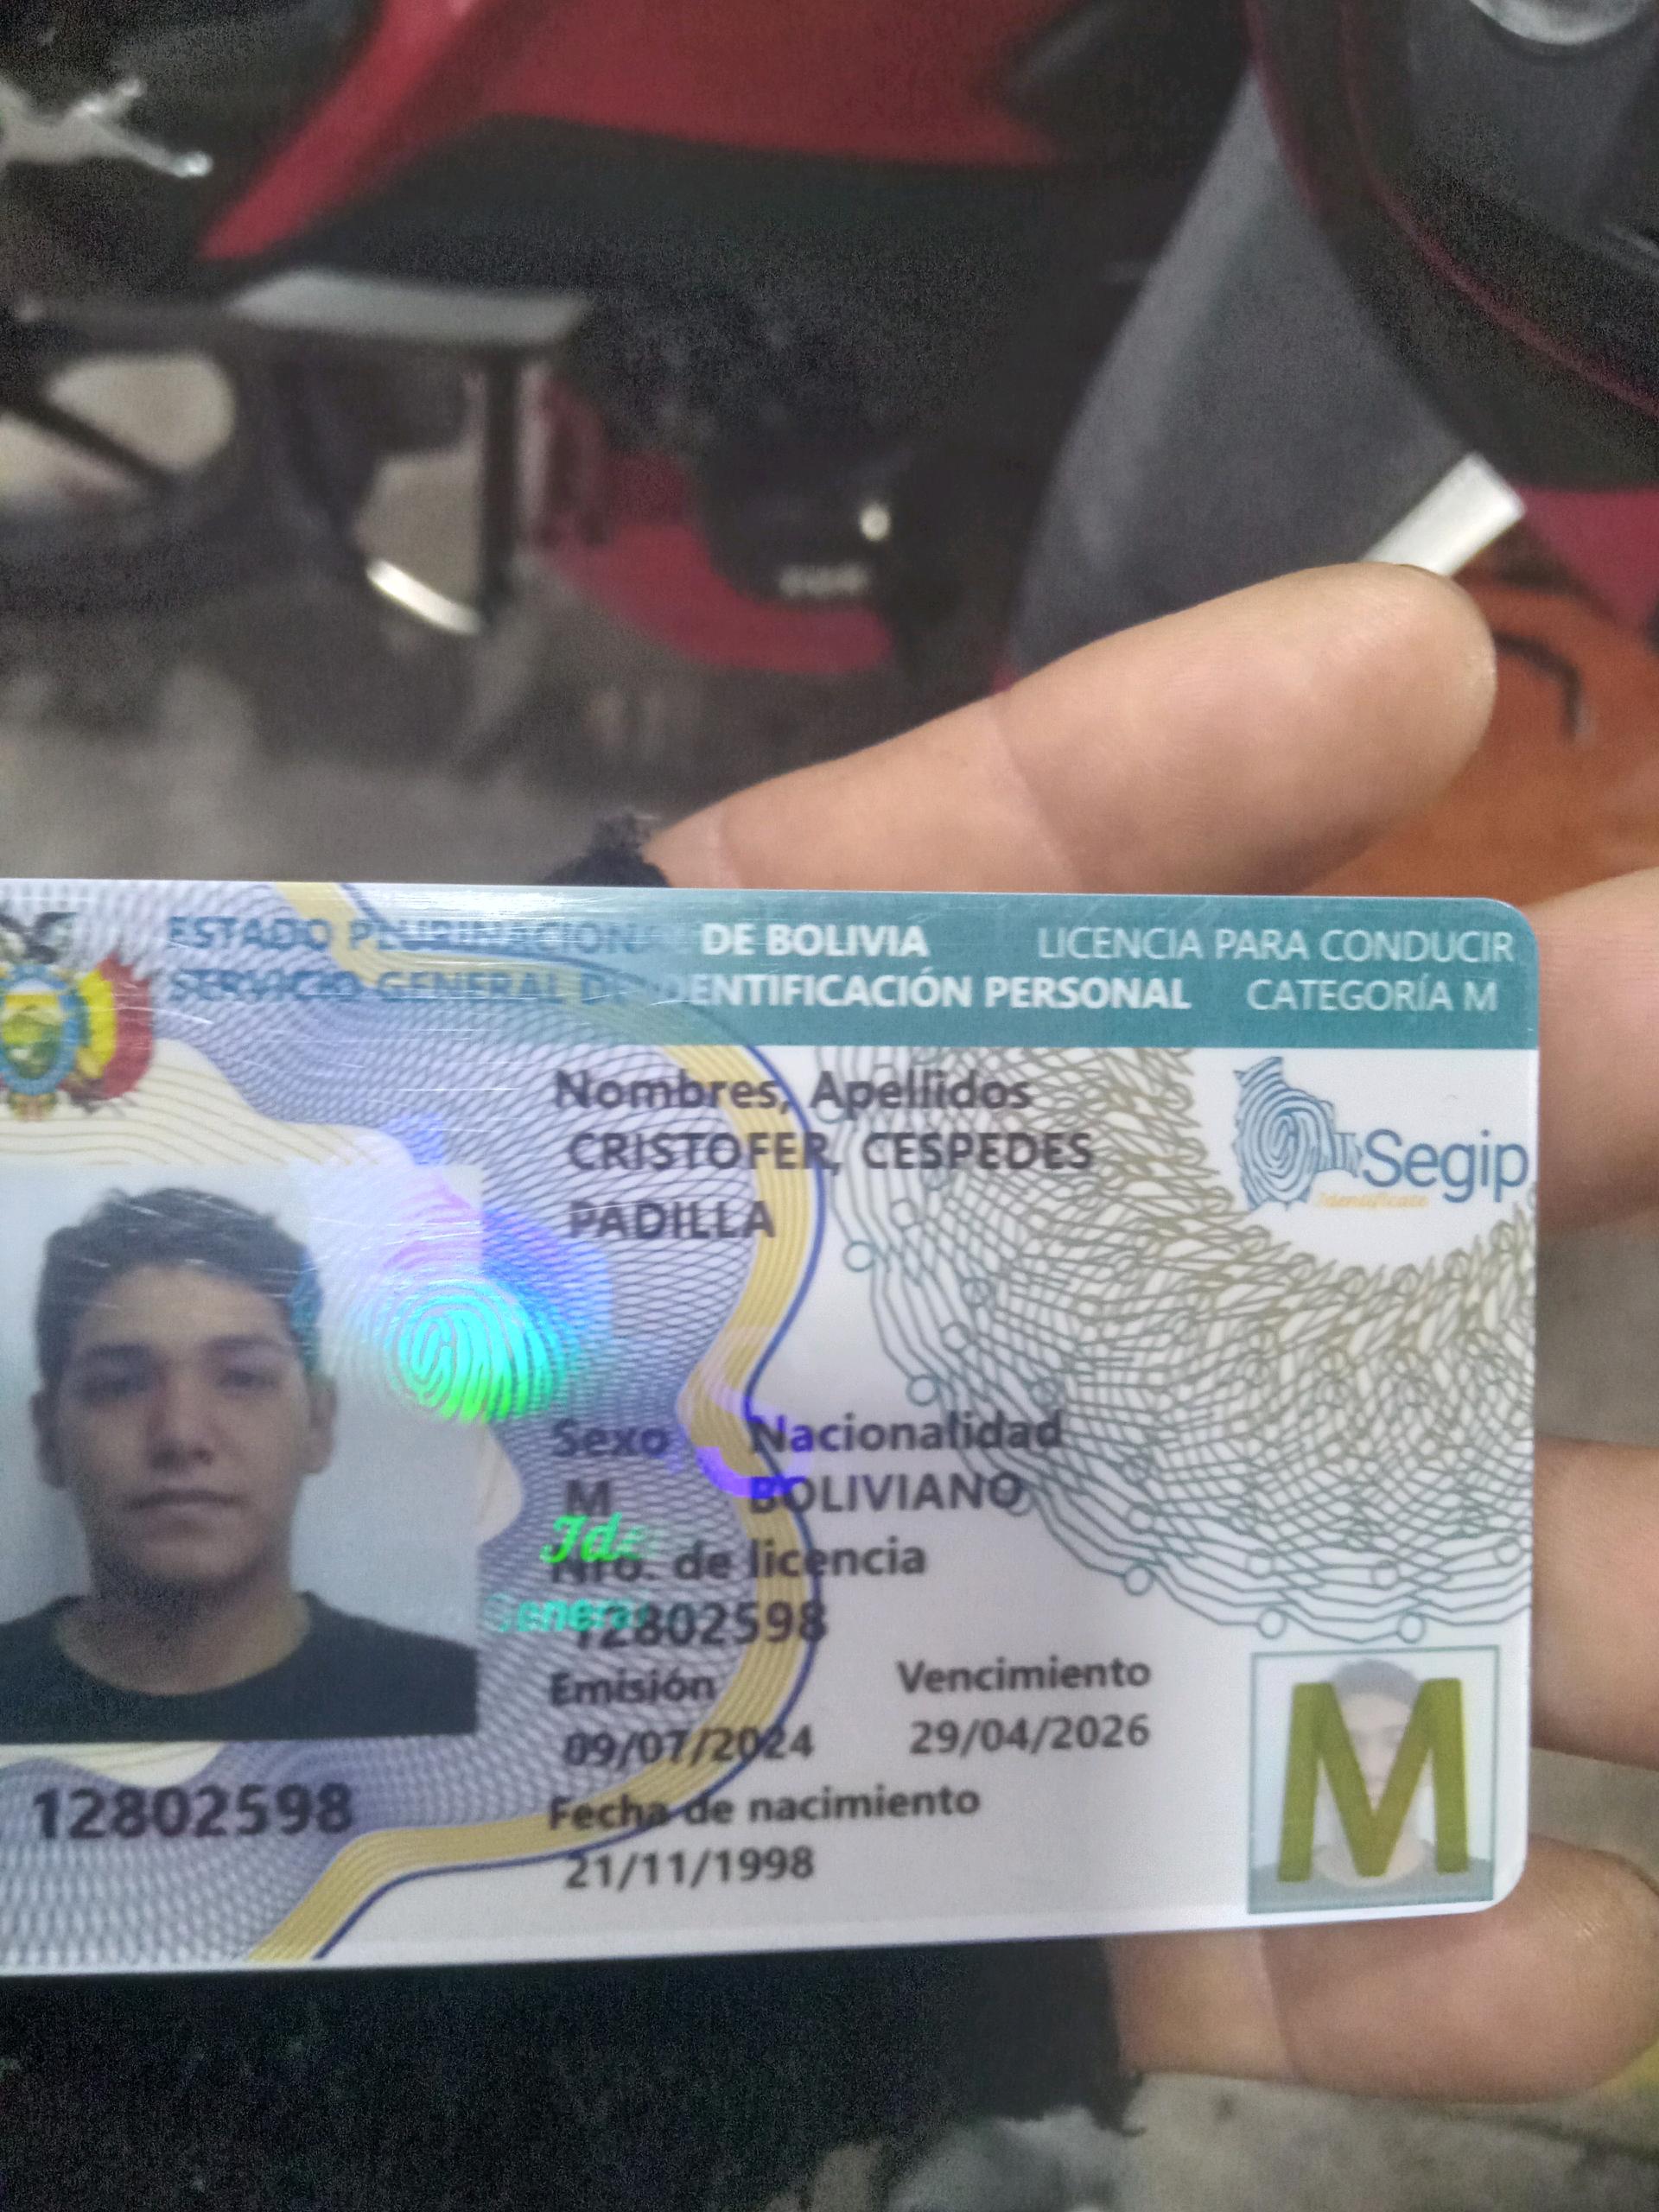 ESTADO PLURINACIONAL DE BOLIVIA LICENCIA PARA CONDUCIR
SERVICIO GENERAL DE IDENTIFICACIÓN PERSONAL CATEGORÍA M
Nombres, Apellidos
CRISTOFER, CESPEDES
PADILLA
Segip
Identifícate
Sexo Nacionalidad
M BOLIVIANO
Ide
Nro. de licencia
General
12802598
Emisión Vencimiento
09/07/2024 29/04/2026
12802598
Fecha de nacimiento
21/11/1998
M